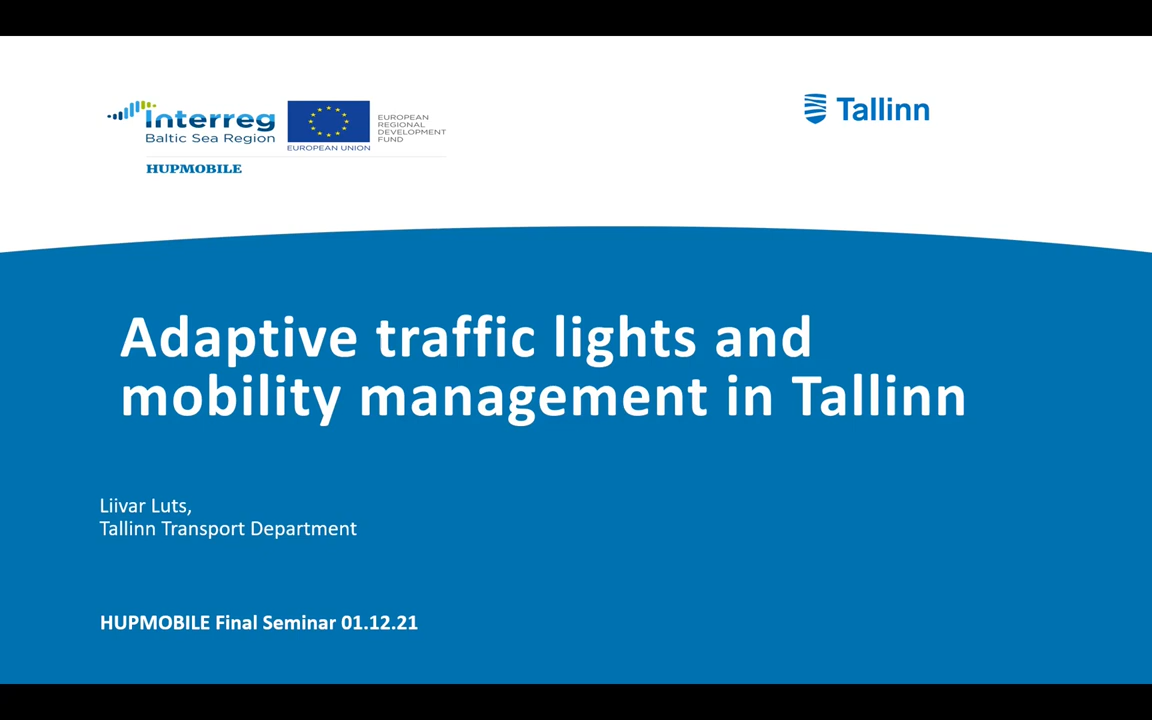 interreg
Baltic Sea Region
EUROPEAN UNION
EUROPEAN
REGIONAL
DEVELOPMENT
FUND
HUPMOBILE
Tallinn
Adaptive traffic lights and
mobility management in Tallinn
Liivar Luts,
Tallinn Transport Department
HUPMOBILE Final Seminar 01.12.21